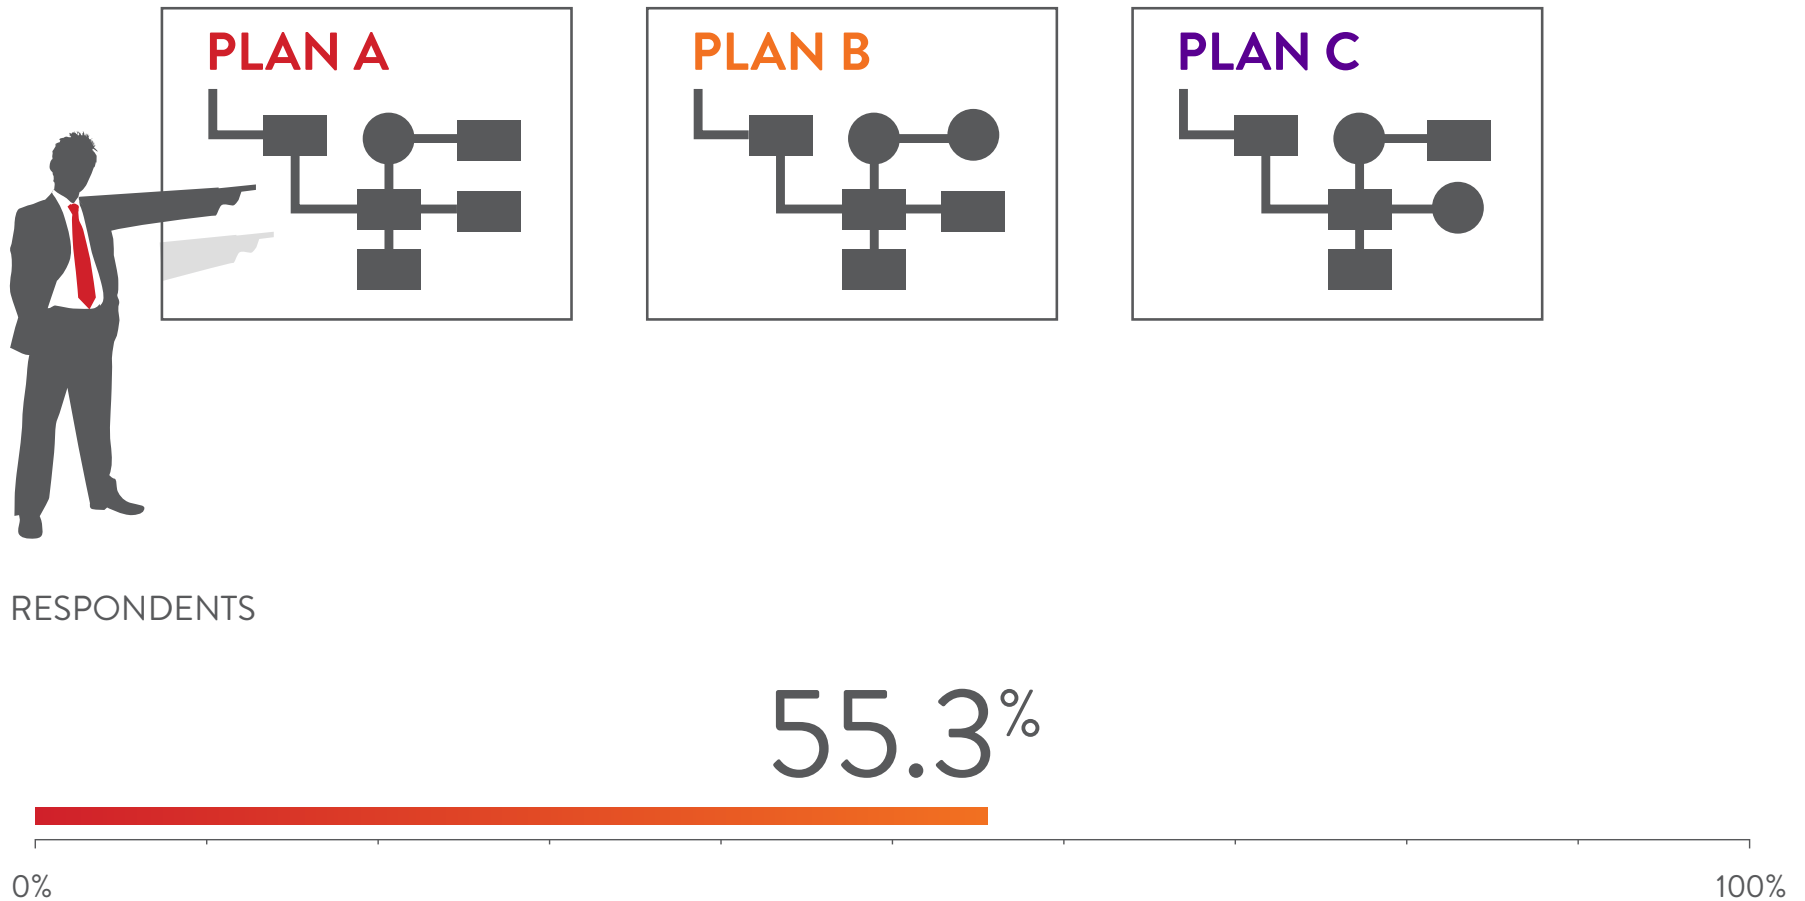 PLAN A
PLAN B
PLAN C
RESPONDENTS
55.3%
0%
100%